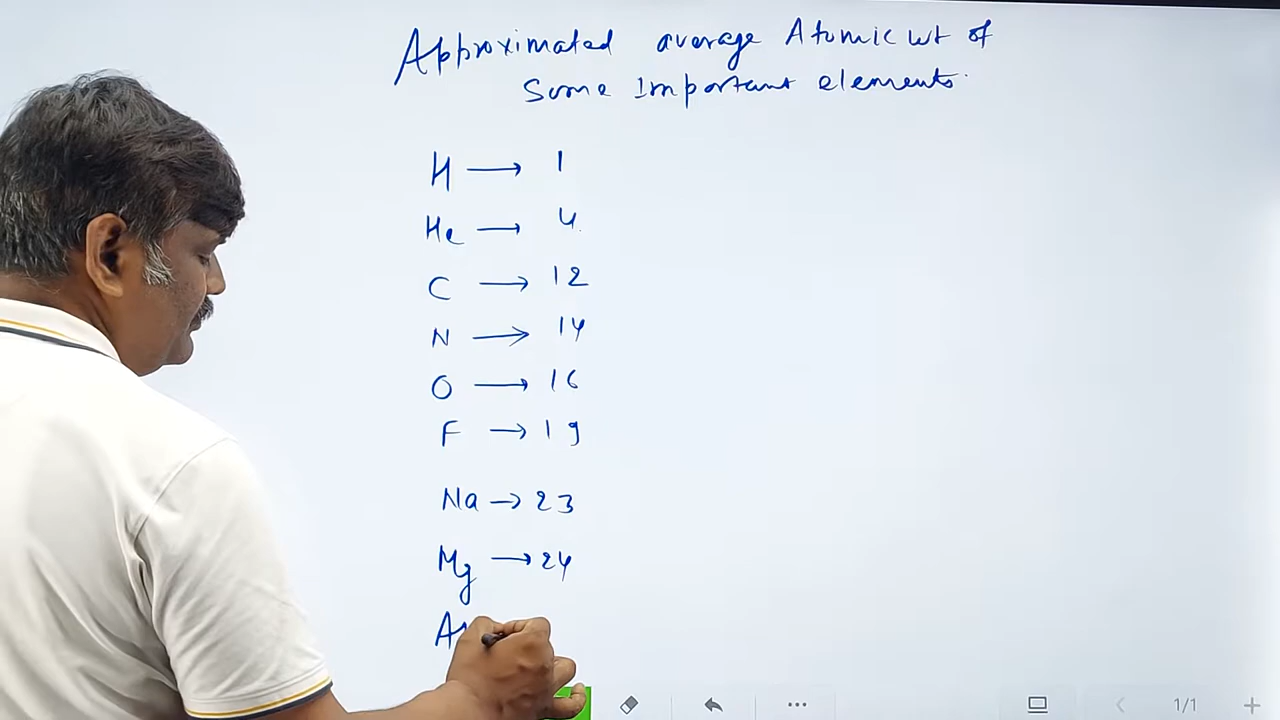 Approximated average Atomic wt of
Some Important elements.
H → 1
He → 4
C → 12
N → 14
O → 16
F → 19
Na → 23
Mg → 24
1/1